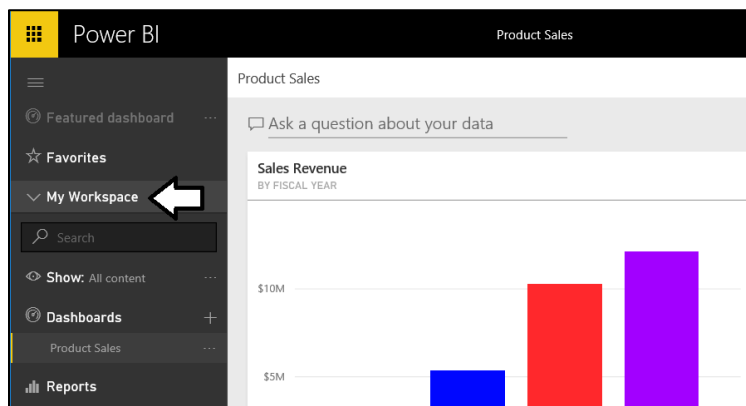 Power BI
Product Sales
Featured dashboard
Favorites
My Workspace
Search
Show: All content
Dashboards
Product Sales
Reports
Product Sales
Ask a question about your data
Sales Revenue
BY FISCAL YEAR
$10M
$5M